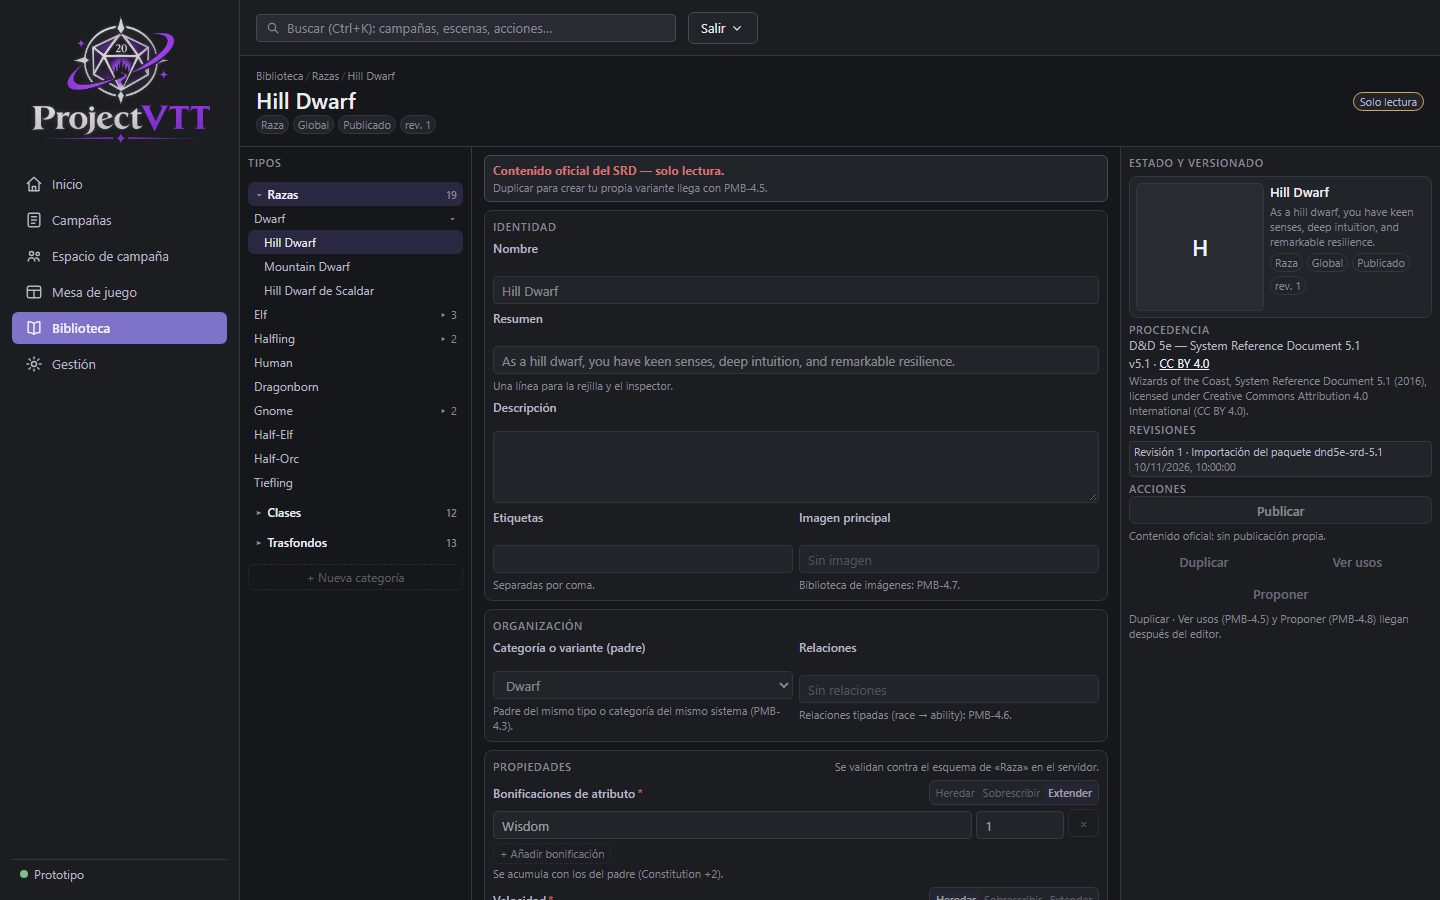 20
ProjectVTT
Inicio
Campañas
Espacio de campaña
Mesa de juego
Biblioteca
Gestión
Prototipo
Buscar (Ctrl+K): campañas, escenas, acciones...
Salir
Biblioteca / Razas / Hill Dwarf
Hill Dwarf
Raza Global Publicado rev. 1
Solo lectura
TIPOS
Razas 19
Dwarf
Hill Dwarf
Mountain Dwarf
Hill Dwarf de Scaldar
Elf 3
Halfling 2
Human
Dragonborn
Gnome 2
Half-Elf
Half-Orc
Tiefling
Clases 12
Trasfondos 13
+ Nueva categoría
Contenido oficial del SRD — solo lectura.
Duplicar para crear tu propia variante llega con PMB-4.5.
IDENTIDAD
Nombre
Hill Dwarf
Resumen
As a hill dwarf, you have keen senses, deep intuition, and remarkable resilience.
Una línea para la rejilla y el inspector.
Descripción
Etiquetas
Separadas por coma.
Imagen principal
Sin imagen
Biblioteca de imágenes: PMB-4.7.
ORGANIZACIÓN
Categoría o variante (padre)
Dwarf
Padre del mismo tipo o categoría del mismo sistema (PMB-
4.3).
Relaciones
Sin relaciones
Relaciones tipadas (race → ability): PMB-4.6.
PROPIEDADES
Se validan contra el esquema de «Raza» en el servidor.
Bonificaciones de atributo *
Heredar Sobrescribir Extender
Wisdom 1 ×
+ Añadir bonificación
Se acumula con los del padre (Constitution +2).
Velocidad *
Heredar Sobrescribir Extender
ESTADO Y VERSIONADO
H
Hill Dwarf
As a hill dwarf, you have keen
senses, deep intuition, and
remarkable resilience.
Raza Global Publicado
rev. 1
PROCEDENCIA
D&D 5e — System Reference Document 5.1
v5.1 · CC BY 4.0
Wizards of the Coast, System Reference Document 5.1 (2016),
licensed under Creative Commons Attribution 4.0
International (CC BY 4.0).
REVISIONES
Revisión 1 · Importación del paquete dnd5e-srd-5.1
10/11/2026, 10:00:00
ACCIONES
Publicar
Contenido oficial: sin publicación propia.
Duplicar Ver usos
Proponer
Duplicar · Ver usos (PMB-4.5) y Proponer (PMB-4.8) llegan
después del editor.